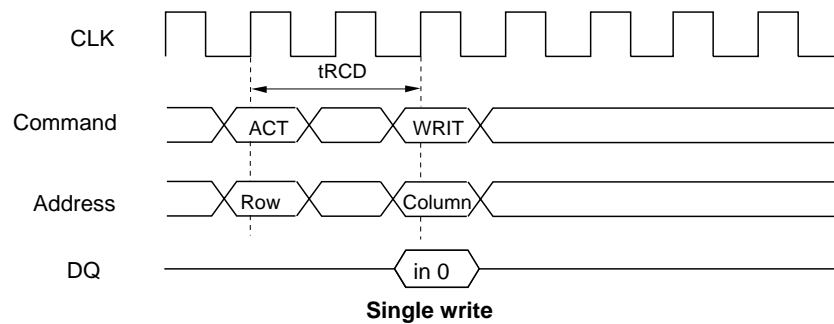 CLK
tRCD
Command ACT WRIT
Address Row Column
DQ in 0
Single write